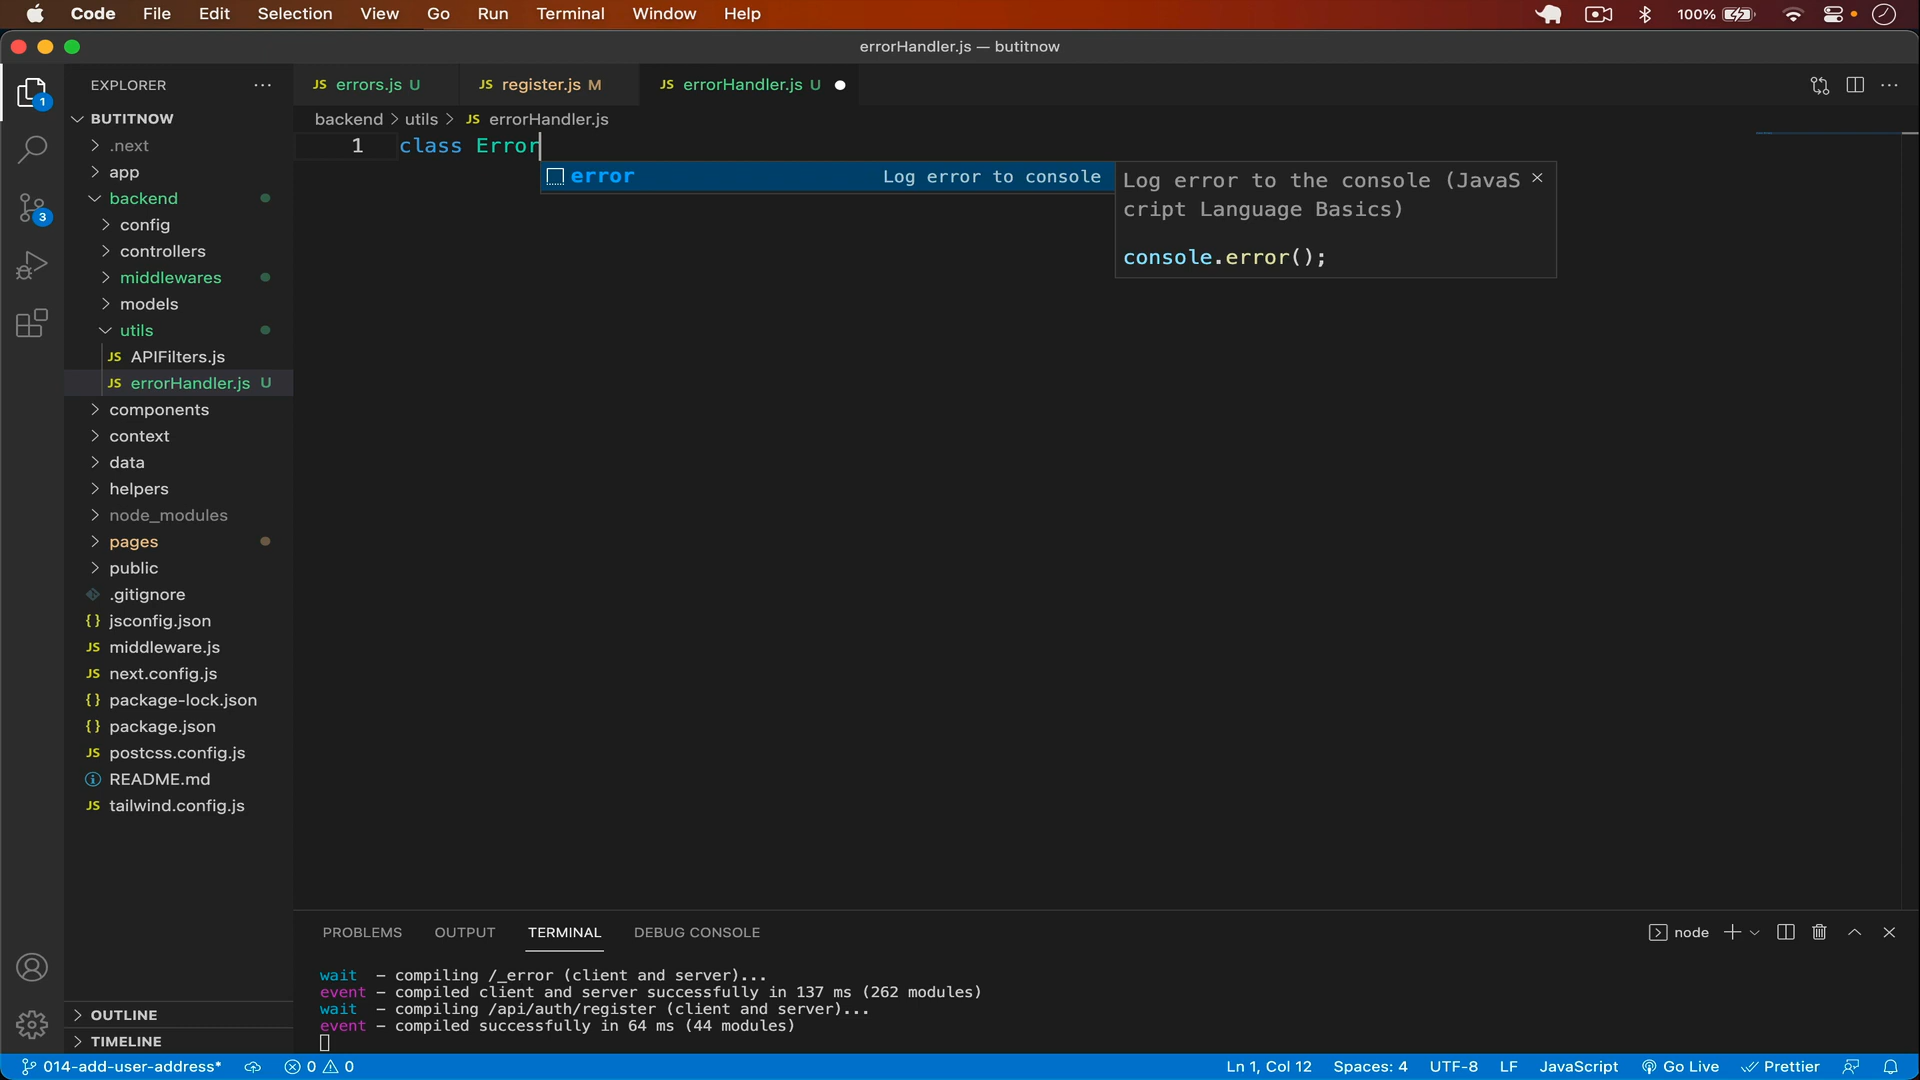 Code File Edit Selection View Go Run Terminal Window Help 100%
errorHandler.js — butitnow
EXPLORER
JS errors.js U JS register.js M JS errorHandler.js U
BUTITNOW
backend > utils > JS errorHandler.js
1 class Error
error Log error to console
Log error to the console (JavaS
cript Language Basics)
console.error();
.next
app
backend
config
controllers
middlewares
models
utils
JS APIFilters.js
JS errorHandler.js U
components
context
data
helpers
node_modules
pages
public
.gitignore
{} jsconfig.json
JS middleware.js
JS next.config.js
{} package-lock.json
{} package.json
JS postcss.config.js
README.md
JS tailwind.config.js
OUTLINE
TIMELINE
1
3
PROBLEMS OUTPUT TERMINAL DEBUG CONSOLE node
wait – compiling /_error (client and server)...
event – compiled client and server successfully in 137 ms (262 modules)
wait – compiling /api/auth/register (client and server)...
event – compiled successfully in 64 ms (44 modules)
014-add-user-address* 0 0 Ln 1, Col 12 Spaces: 4 UTF-8 LF JavaScript Go Live Prettier